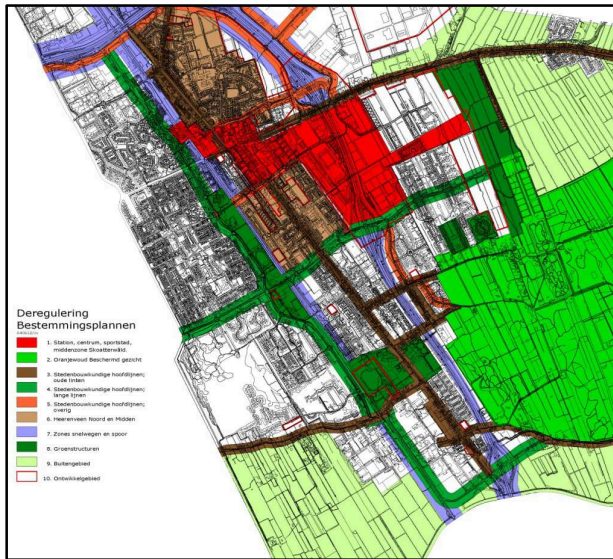 Deregulering
Bestemmingsplannen
1. Station, centrum, sportstad,
middenzone Skoatterwâld.
2. Oranjewoud Beschermd gezicht
3. Stedenbouwkundige hoofdlijnen;
oude linten
4. Stedenbouwkundige hoofdlijnen;
lange lijnen
5. Stedenbouwkundige hoofdlijnen;
overig
6. Heerenveen Noord en Midden
7. Zones snelwegen en spoor
8. Groenstructuren
9. Buitengebied
10. Ontwikkelgebied